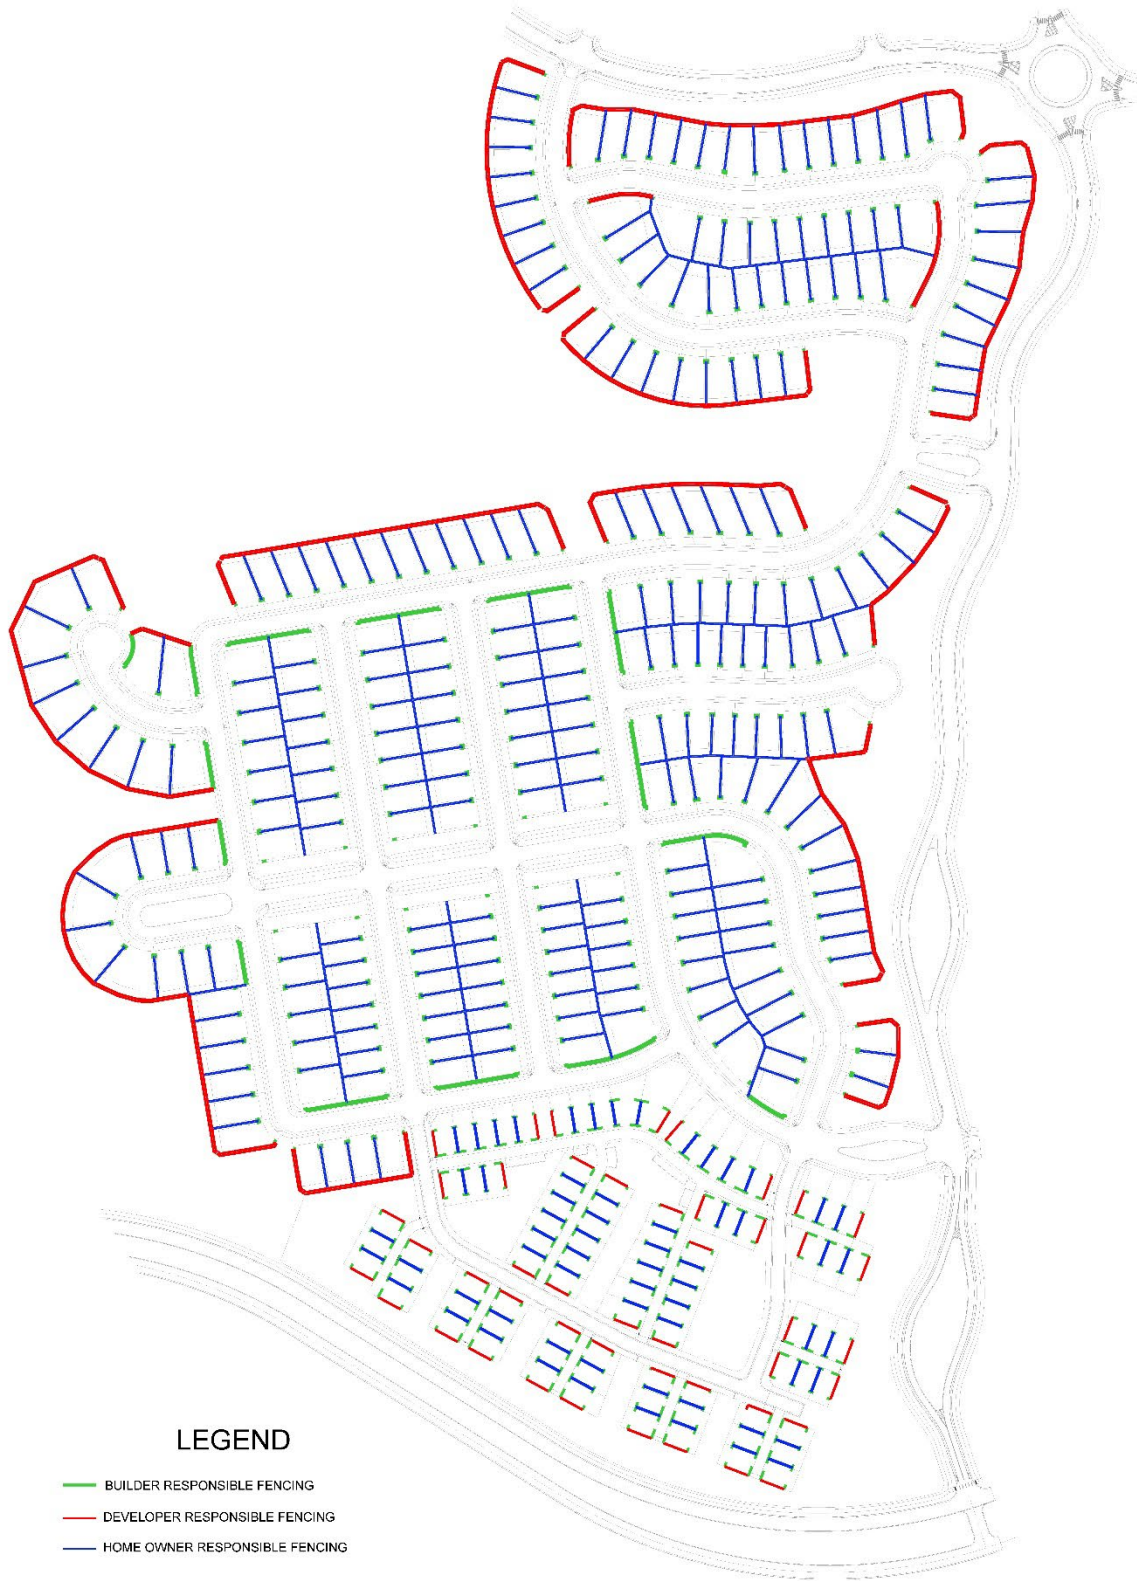 LEGEND
BUILDER RESPONSIBLE FENCING
DEVELOPER RESPONSIBLE FENCING
HOME OWNER RESPONSIBLE FENCING